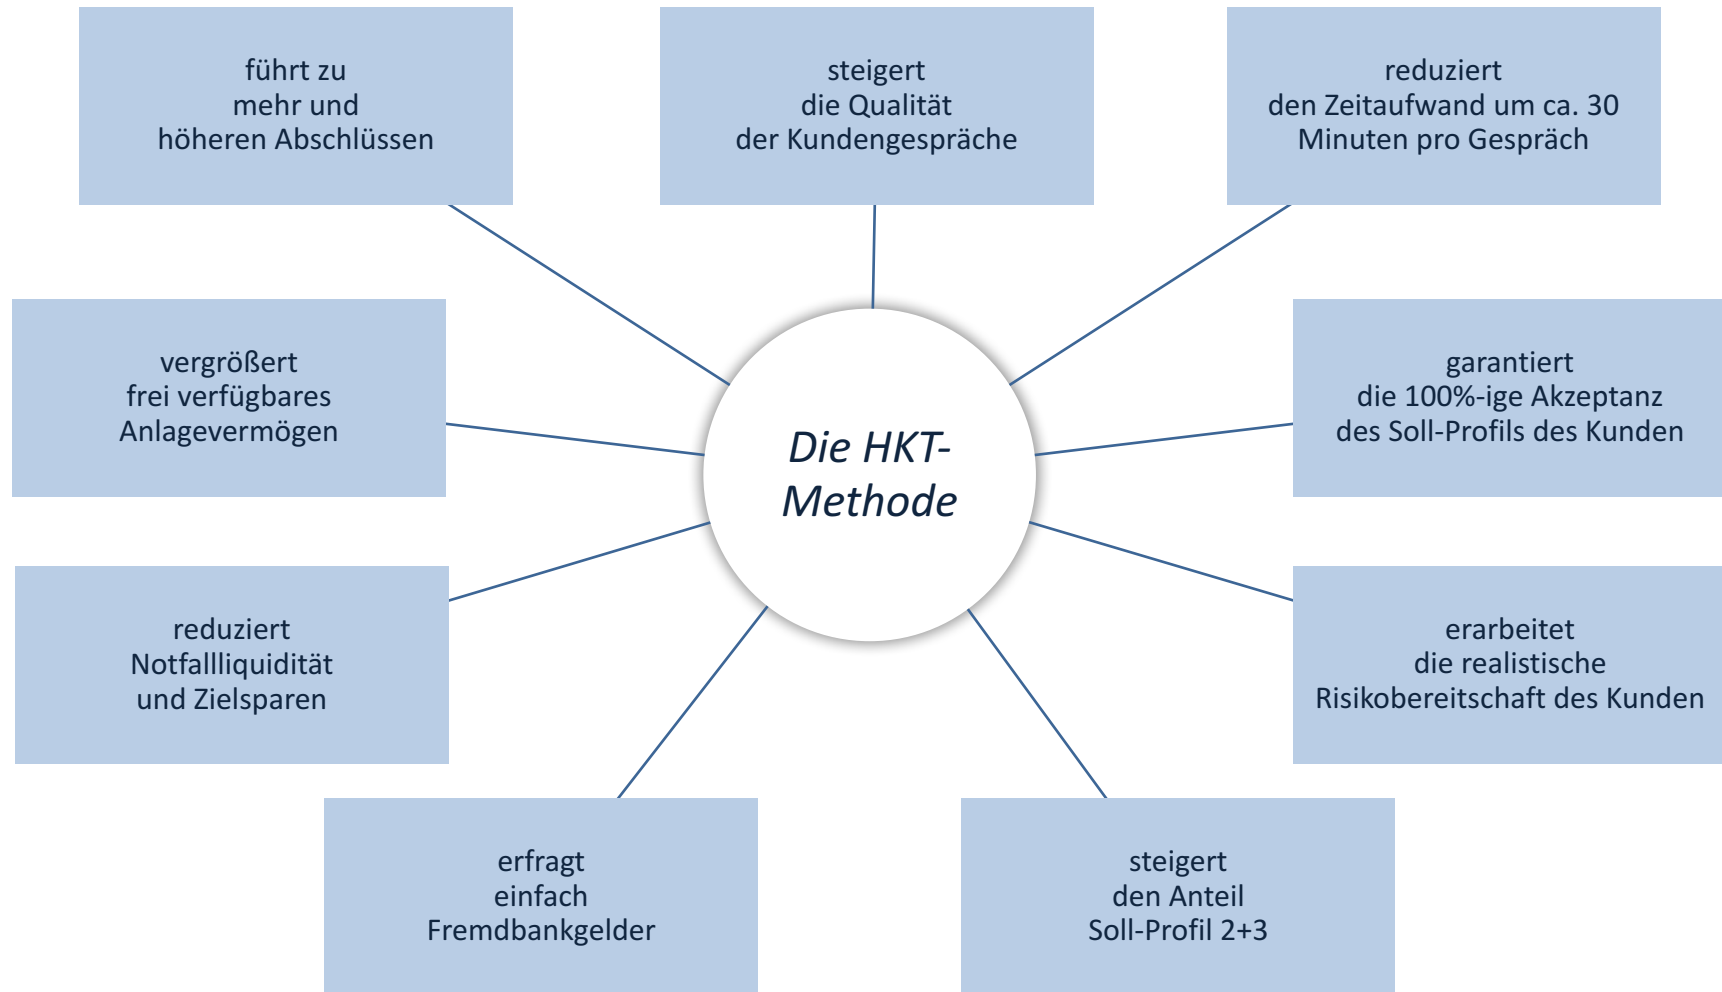 führt zu
mehr und
höheren Abschlüssen
steigert
die Qualität
der Kundengespräche
reduziert
den Zeitaufwand um ca. 30
Minuten pro Gespräch
vergrößert
frei verfügbares
Anlagevermögen
Die HKT-
Methode
garantiert
die 100%-ige Akzeptanz
des Soll-Profils des Kunden
reduziert
Notfallliquidität
und Zielsparen
erarbeitet
die realistische
Risikobereitschaft des Kunden
erfragt
einfach
Fremdbankgelder
steigert
den Anteil
Soll-Profil 2+3